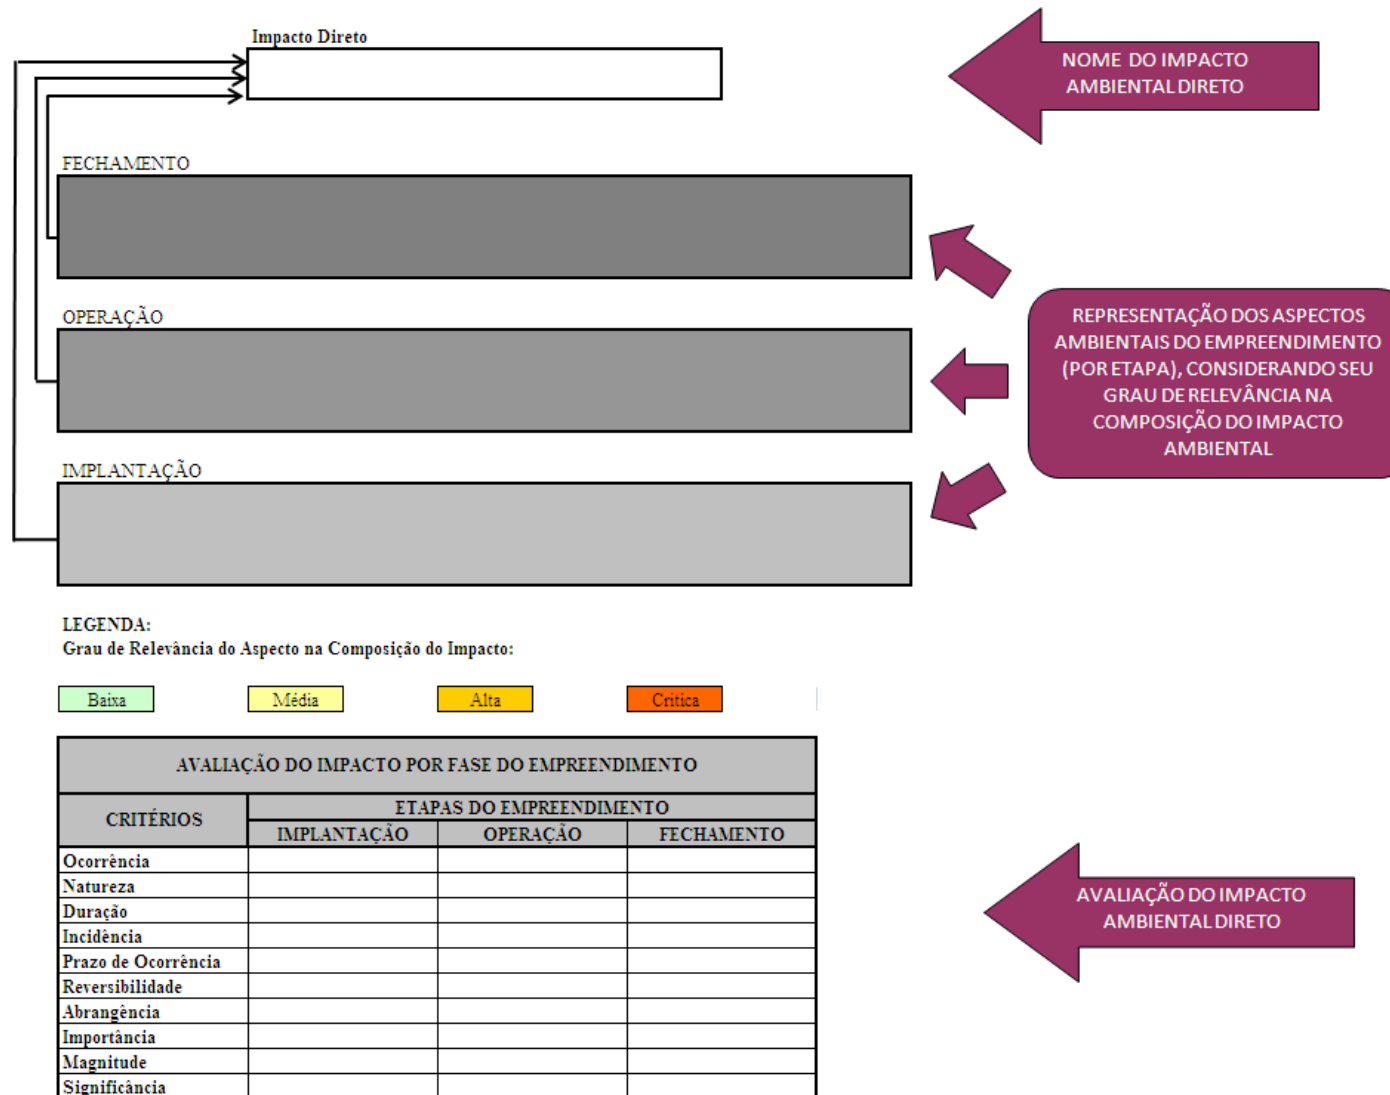 Impacto Direto
NOME DO IMPACTO
AMBIENTAL DIRETO
FECHAMENTO
OPERAÇÃO
REPRESENTAÇÃO DOS ASPECTOS
AMBIENTAIS DO EMPREENDIMENTO
(POR ETAPA), CONSIDERANDO SEU
GRAU DE RELEVÂNCIA NA
COMPOSIÇÃO DO IMPACTO
AMBIENTAL
IMPLANTAÇÃO
LEGENDA:
Grau de Relevância do Aspecto na Composição do Impacto:
Baixa Média Alta Crítica
AVALIAÇÃO DO IMPACTO POR FASE DO EMPREENDIMENTO
CRITÉRIOS
ETAPAS DO EMPREENDIMENTO
IMPLANTAÇÃO OPERAÇÃO FECHAMENTO
Ocorrência
Natureza
Duração
Incidência
Prazo de Ocorrência
Reversibilidade
Abrangência
Importância
Magnitude
Significância
AVALIAÇÃO DO IMPACTO
AMBIENTAL DIRETO